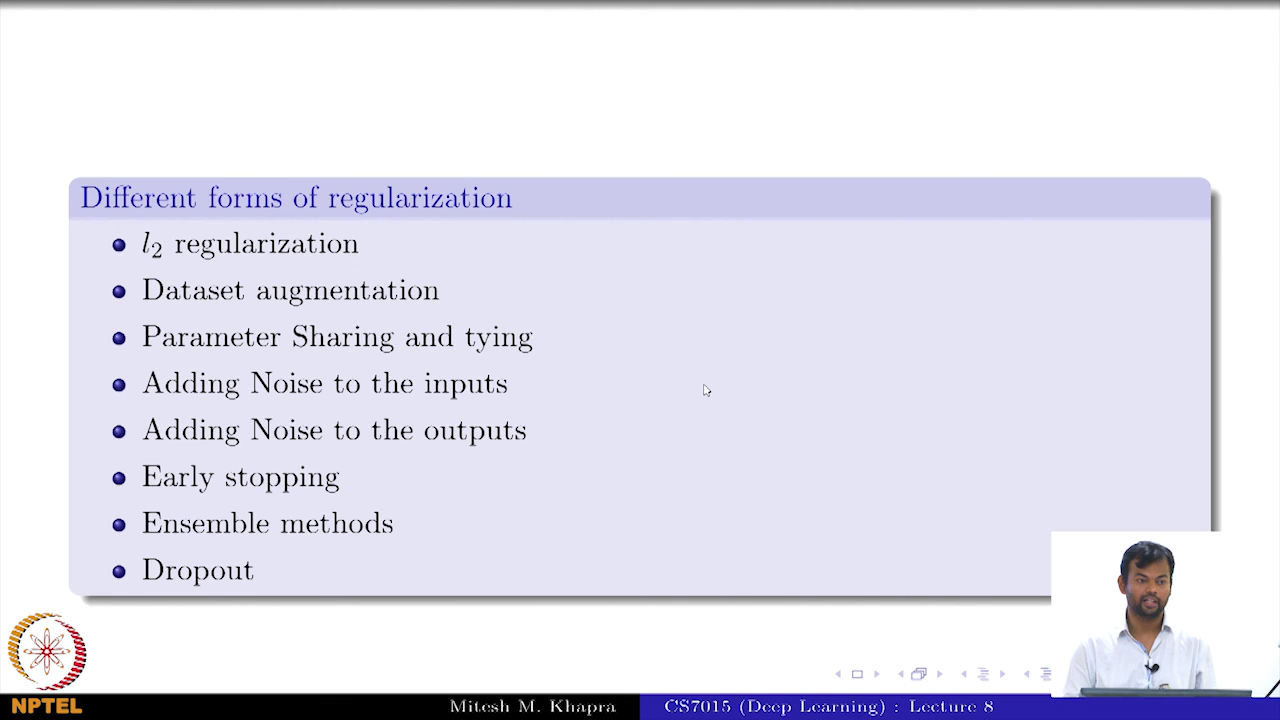 Different forms of regularization
l₂ regularization
Dataset augmentation
Parameter Sharing and tying
Adding Noise to the inputs
Adding Noise to the outputs
Early stopping
Ensemble methods
Dropout
NPTEL
Mitesh M. Khapra
CS7015 (Deep Learning) : Lecture 8